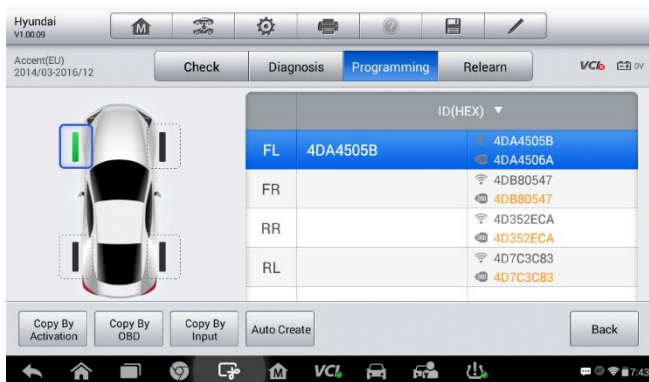 Hyundai
V1.00.09
Accent(EU)
2014/03-2016/12
Check
Diagnosis
Programming
Relearn
VCI
0V
ID(HEX) ▼
FL 4DA4505B 4DA4505B
4DA4506A
FR 4DB80547
4DB80547
RR 4D352ECA
4D352ECA
RL 4D7C3C83
4D7C3C83
Copy By
Activation
Copy By
OBD
Copy By
Input
Auto Create
Back
VCI
7:43